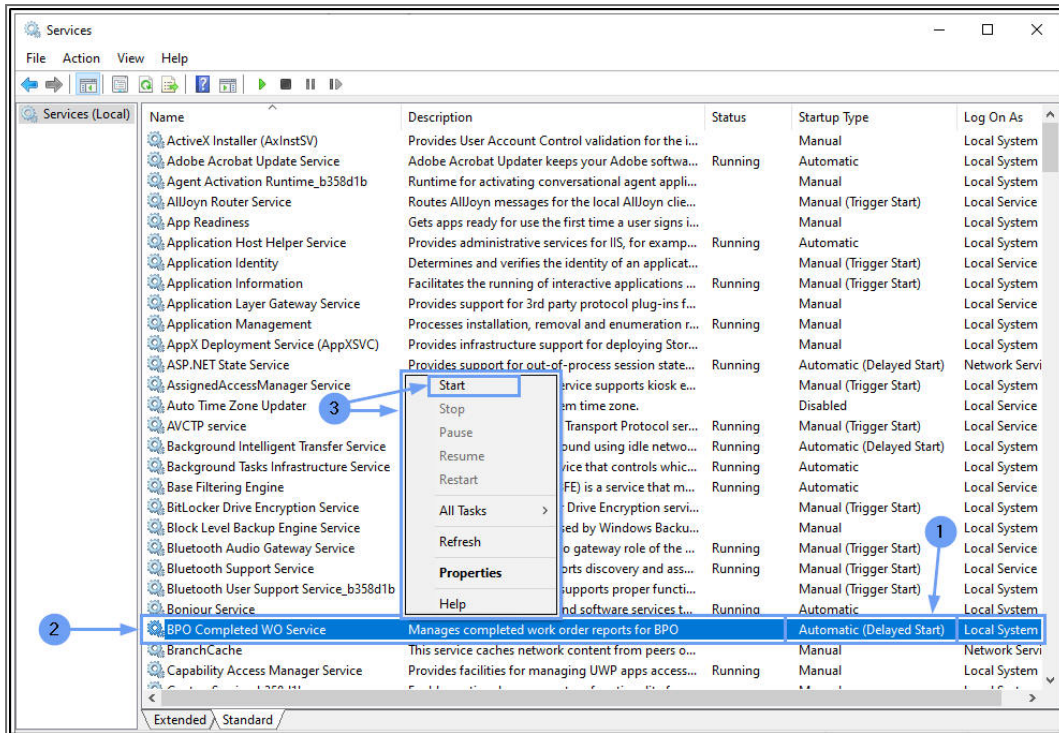 Services
File Action View Help
Services (Local)
Name Description Status Startup Type Log On As
ActiveX Installer (AxInstSV) Provides User Account Control validation for the i... Manual Local System
Adobe Acrobat Update Service Adobe Acrobat Updater keeps your Adobe softwa... Running Automatic Local System
Agent Activation Runtime_b358d1b Runtime for activating conversational agent appli... Manual Local System
AllJoyn Router Service Routes AllJoyn messages for the local AllJoyn clie... Manual (Trigger Start) Local Service
App Readiness Gets apps ready for use the first time a user signs i... Manual Local System
Application Host Helper Service Provides administrative services for IIS, for examp... Running Automatic Local System
Application Identity Determines and verifies the identity of an applicat... Manual (Trigger Start) Local Service
Application Information Facilitates the running of interactive applications ... Running Manual (Trigger Start) Local System
Application Layer Gateway Service Provides support for 3rd party protocol plug-ins f... Manual Local Service
Application Management Processes installation, removal and enumeration r... Running Manual Local System
AppX Deployment Service (AppXSVC) Provides infrastructure support for deploying Stor... Manual Local System
ASP.NET State Service Provides support for out-of-process session state... Running Automatic (Delayed Start) Network Servi
AssignedAccessManager Service Start ervice supports kiosk e... Manual (Trigger Start) Local System
Auto Time Zone Updater 3 Stop em time zone. Disabled Local Service
AVCTP service Pause Transport Protocol ser... Running Manual (Trigger Start) Local Service
Background Intelligent Transfer Service Resume ound using idle netwo... Running Automatic (Delayed Start) Local System
Background Tasks Infrastructure Service Restart vice that controls whic... Running Automatic Local System
Base Filtering Engine FE) is a service that m... Running Automatic Local Service
BitLocker Drive Encryption Service All Tasks Drive Encryption servi... Manual (Trigger Start) Local System
Block Level Backup Engine Service sed by Windows Backu... Manual 1 Local System
Bluetooth Audio Gateway Service Refresh o gateway role of the ... Running Manual (Trigger Start) Local Service
Bluetooth Support Service Properties orts discovery and ass... Running Manual (Trigger Start) Local Service
Bluetooth User Support Service_b358d1b supports proper functi... Manual (Trigger Start) Local System
Bonjour Service Help nd software services t... Running Automatic Local System
2 BPO Completed WO Service Manages completed work order reports for BPO Automatic (Delayed Start) Local System
BranchCache This service caches network content from peers o... Manual Network Servi
Capability Access Manager Service Provides facilities for managing UWP apps access... Running Manual Local System
Extended Standard